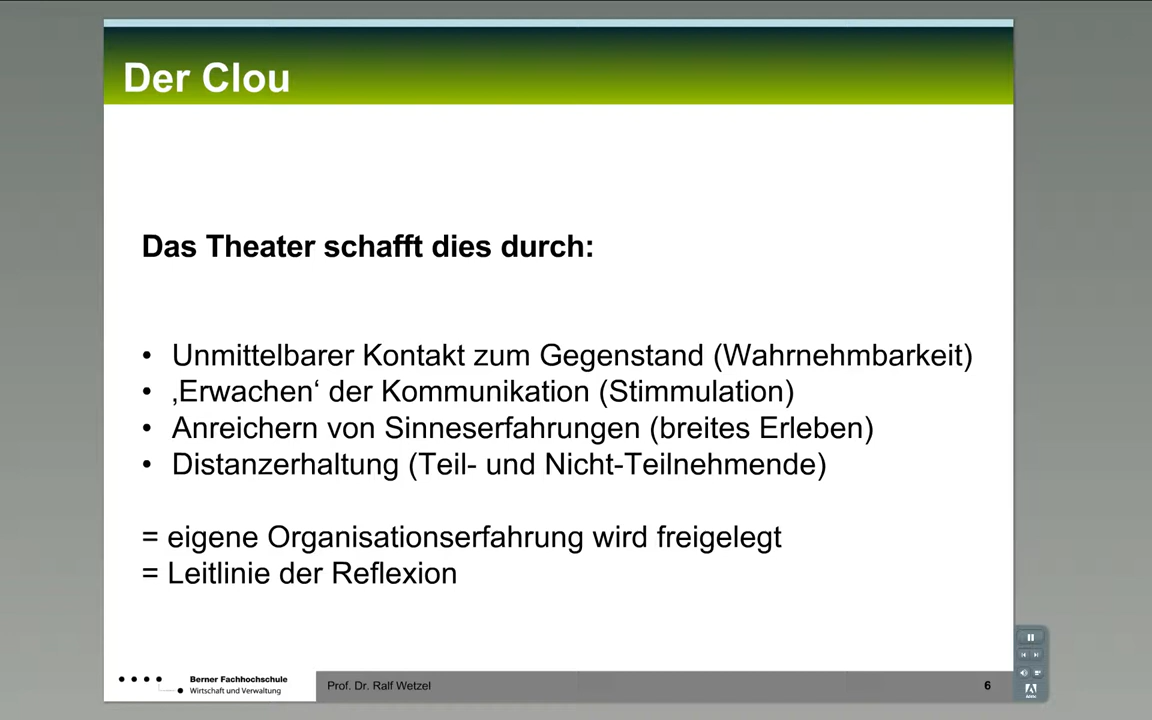 Der Clou
Das Theater schafft dies durch:
• Unmittelbarer Kontakt zum Gegenstand (Wahrnehmbarkeit)
• ‚Erwachen‘ der Kommunikation (Stimmulation)
• Anreichern von Sinneserfahrungen (breites Erleben)
• Distanzerhaltung (Teil- und Nicht-Teilnehmende)
= eigene Organisationserfahrung wird freigelegt
= Leitlinie der Reflexion
Berner Fachhochschule
Wirtschaft und Verwaltung
Prof. Dr. Ralf Wetzel
6